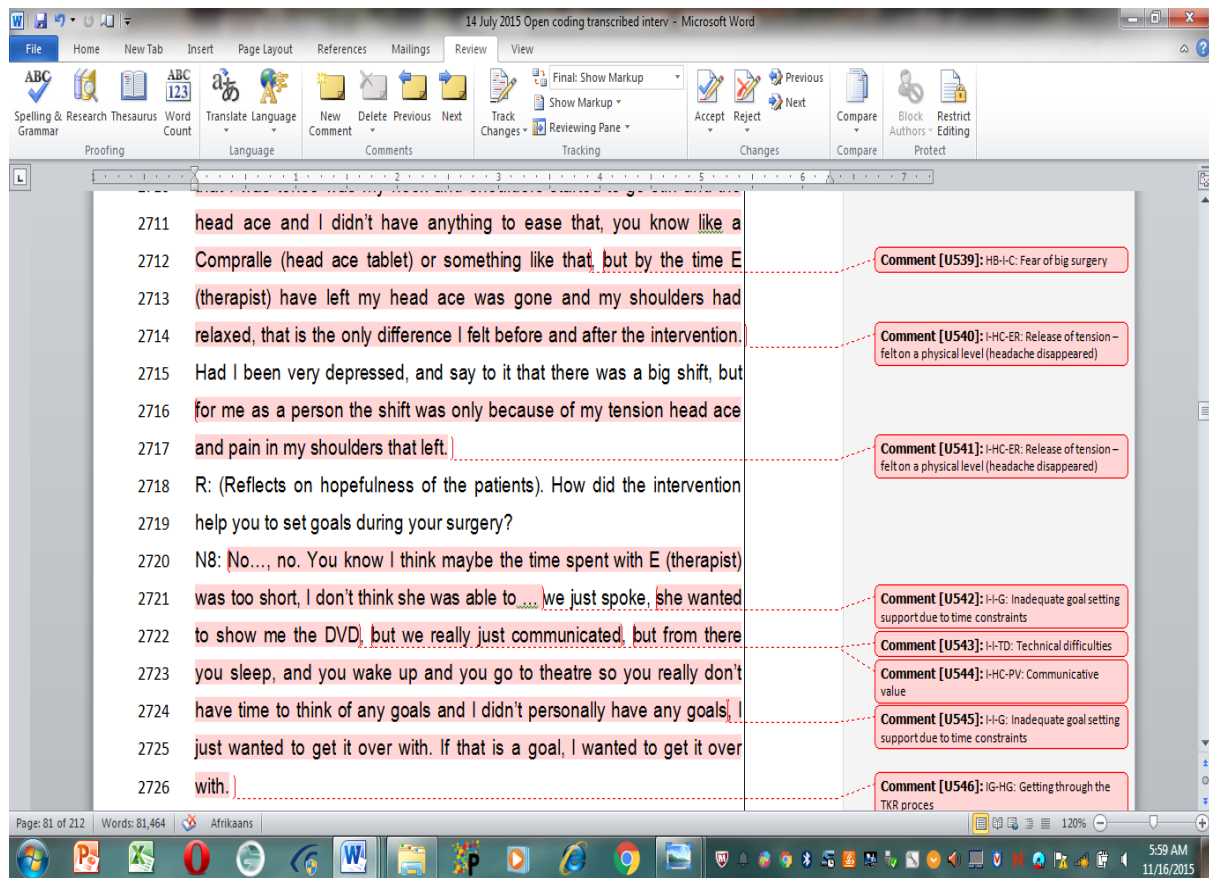 14 July 2015 Open coding transcribed interv - Microsoft Word
File Home New Tab Insert Page Layout References Mailings Review View
ABC Spelling & Grammar Research Thesaurus ABC 123 Word Count
Translate Language
New Comment Delete Previous Next
Track Changes Final: Show Markup
Show Markup
Reviewing Pane
Accept Reject Previous
Next
Compare Block Authors Restrict Editing
Proofing Language Comments Tracking Changes Compare Protect
L 1 1 2 3 4 5 6 7
2711 head ace and I didn't have anything to ease that, you know like a
2712 Compralle (head ace tablet) or something like that, but by the time E
2713 (therapist) have left my head ace was gone and my shoulders had
2714 relaxed, that is the only difference I felt before and after the intervention.
2715 Had I been very depressed, and say to it that there was a big shift, but
2716 for me as a person the shift was only because of my tension head ace
2717 and pain in my shoulders that left.
2718 R: (Reflects on hopefulness of the patients). How did the intervention
2719 help you to set goals during your surgery?
2720 N8: No…, no. You know I think maybe the time spent with E (therapist)
2721 was too short, I don't think she was able to … we just spoke, she wanted
2722 to show me the DVD, but we really just communicated, but from there
2723 you sleep, and you wake up and you go to theatre so you really don't
2724 have time to think of any goals and I didn't personally have any goals, I
2725 just wanted to get it over with. If that is a goal, I wanted to get it over
2726 with.
Comment [U539]: HB-I-C: Fear of big surgery
Comment [U540]: I-HC-ER: Release of tension –
felt on a physical level (headache disappeared)
Comment [U541]: I-HC-ER: Release of tension –
felt on a physical level (headache disappeared)
Comment [U542]: I-I-G: Inadequate goal setting
support due to time constraints
Comment [U543]: I-I-TD: Technical difficulties
Comment [U544]: I-HC-PV: Communicative
value
Comment [U545]: I-I-G: Inadequate goal setting
support due to time constraints
Comment [U546]: IG-HG: Getting through the
TKR proces
Page: 81 of 212 Words: 81,464 Afrikaans 120%
5:59 AM
11/16/2015